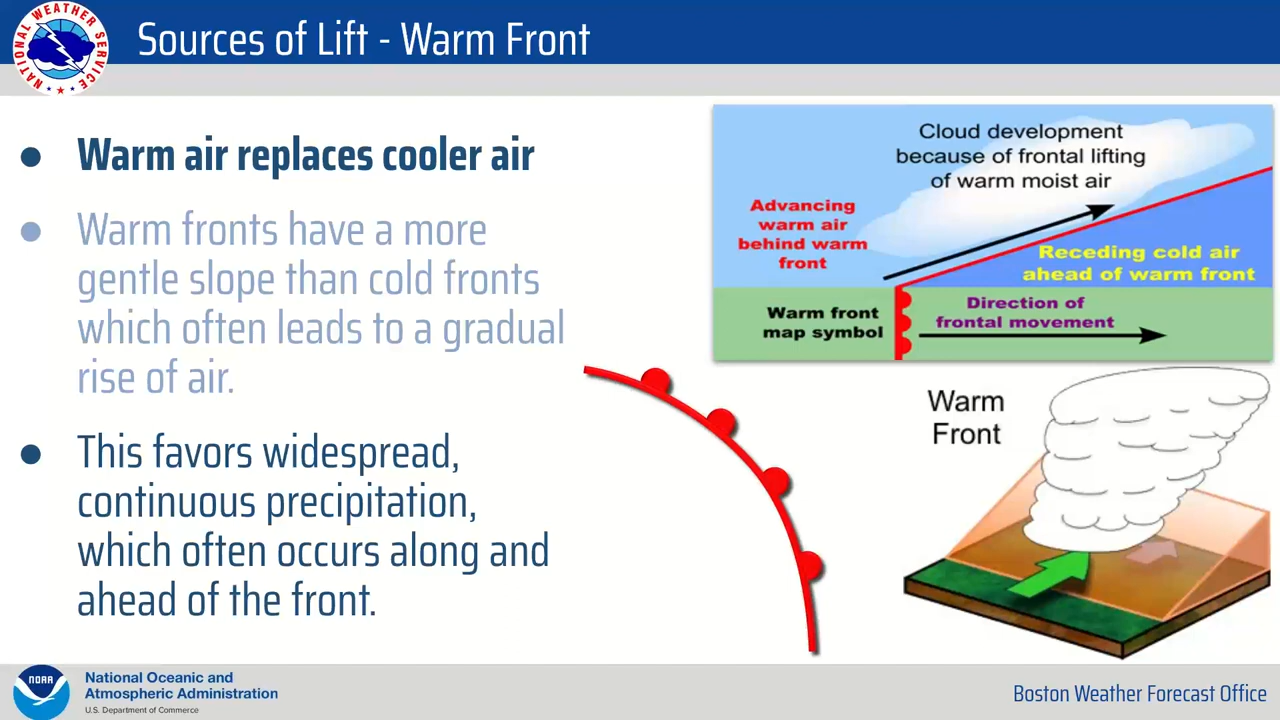 NATIONAL WEATHER SERVICE
Sources of Lift - Warm Front
● Warm air replaces cooler air
● Warm fronts have a more
gentle slope than cold fronts
which often leads to a gradual
rise of air.
● This favors widespread,
continuous precipitation,
which often occurs along and
ahead of the front.
Cloud development
because of frontal lifting
of warm moist air
Advancing
warm air
behind warm
front
Receding cold air
ahead of warm front
Warm front
map symbol
Direction of
frontal movement
Warm
Front
NOAA
National Oceanic and
Atmospheric Administration
U.S. Department of Commerce
Boston Weather Forecast Office